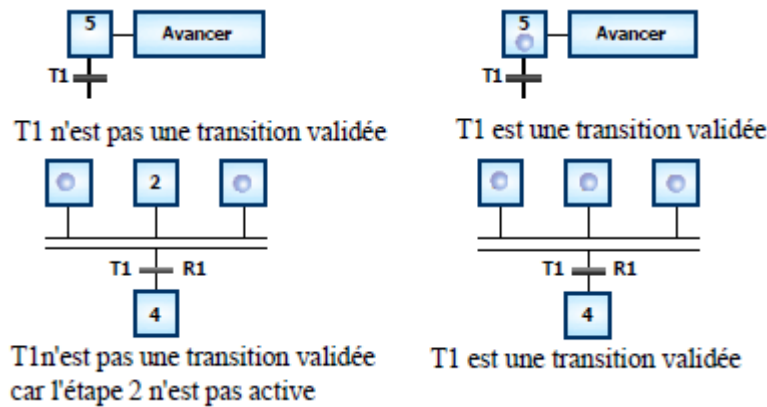 5 Avancer
T1
5 Avancer
T1
T1 n'est pas une transition validée
T1 est une transition validée
2
T1 R1
4
T1 R1
4
T1n'est pas une transition validée
car l'étape 2 n'est pas active
T1 est une transition validée